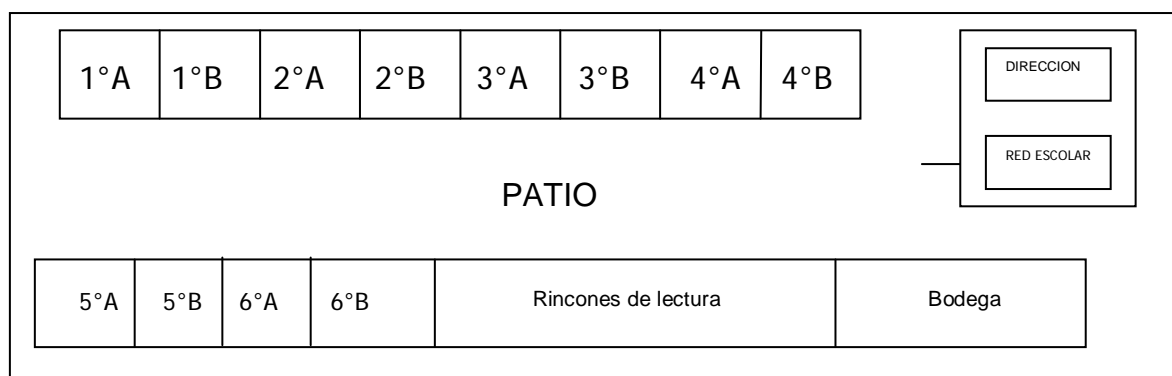 1°A 1°B 2°A 2°B 3°A 3°B 4°A 4°B
DIRECCION
RED ESCOLAR
PATIO
5°A 5°B 6°A 6°B Rincones de lectura Bodega